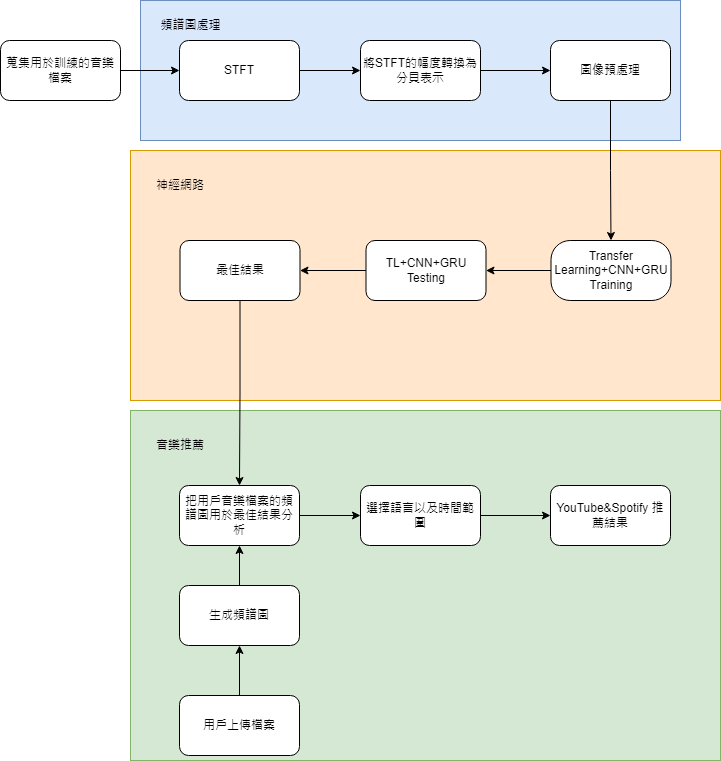 頻譜圖處理
蒐集用於訓練的音樂
檔案
STFT
將STFT的幅度轉換為
分貝表示
圖像預處理
神經網路
最佳結果
TL+CNN+GRU
Testing
Transfer
Learning+CNN+GRU
Training
音樂推薦
把用戶音樂檔案的頻
譜圖用於最佳結果分
析
選擇語言以及時間範
圍
YouTube&Spotify 推
薦結果
生成頻譜圖
用戶上傳檔案